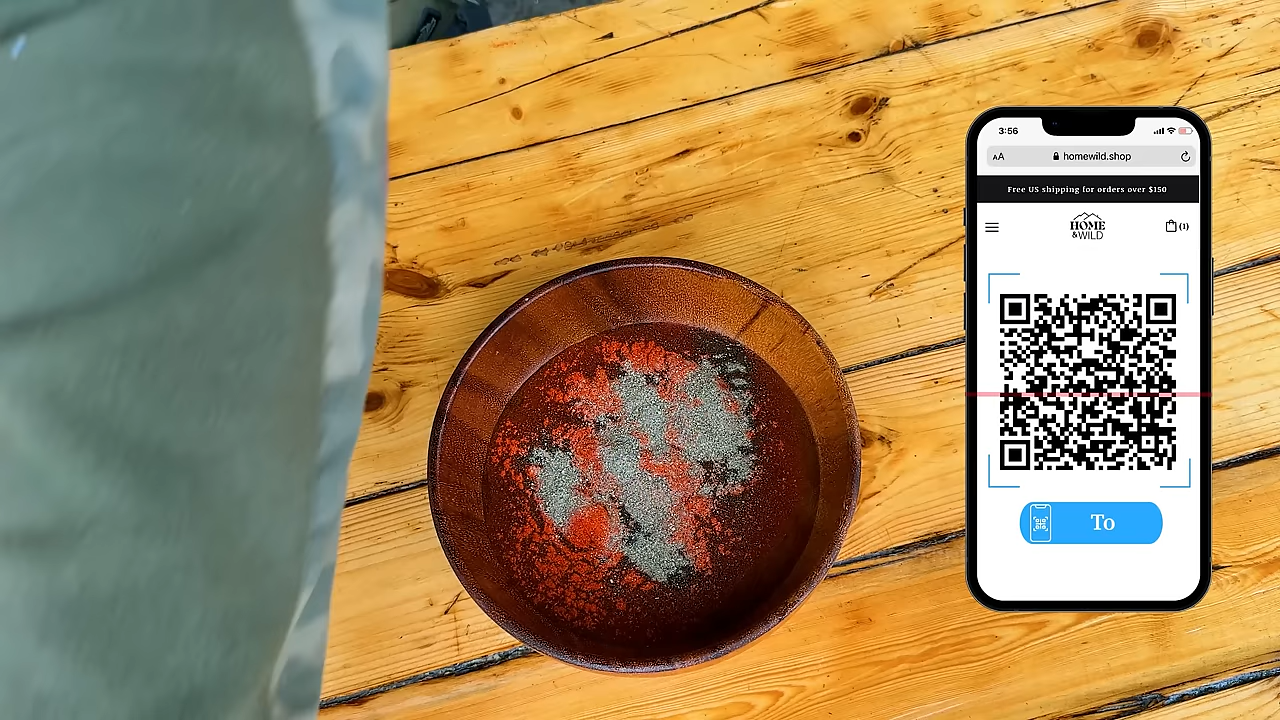 3:56
AA
homewild.shop
Free US shipping for orders over $150
HOME
&WILD
(1)
To